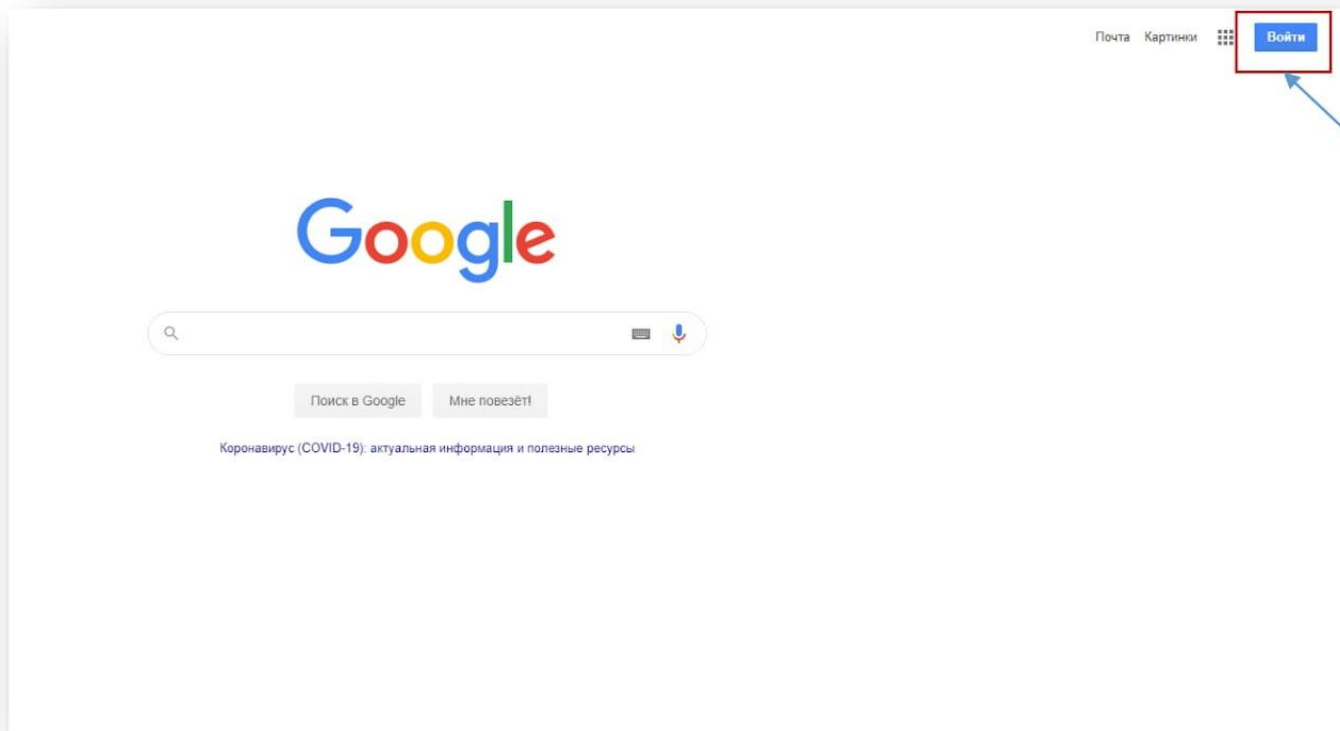 Почта Картинки Войти
Google
Поиск в Google Мне повезёт!
Коронавирус (COVID-19): актуальная информация и полезные ресурсы